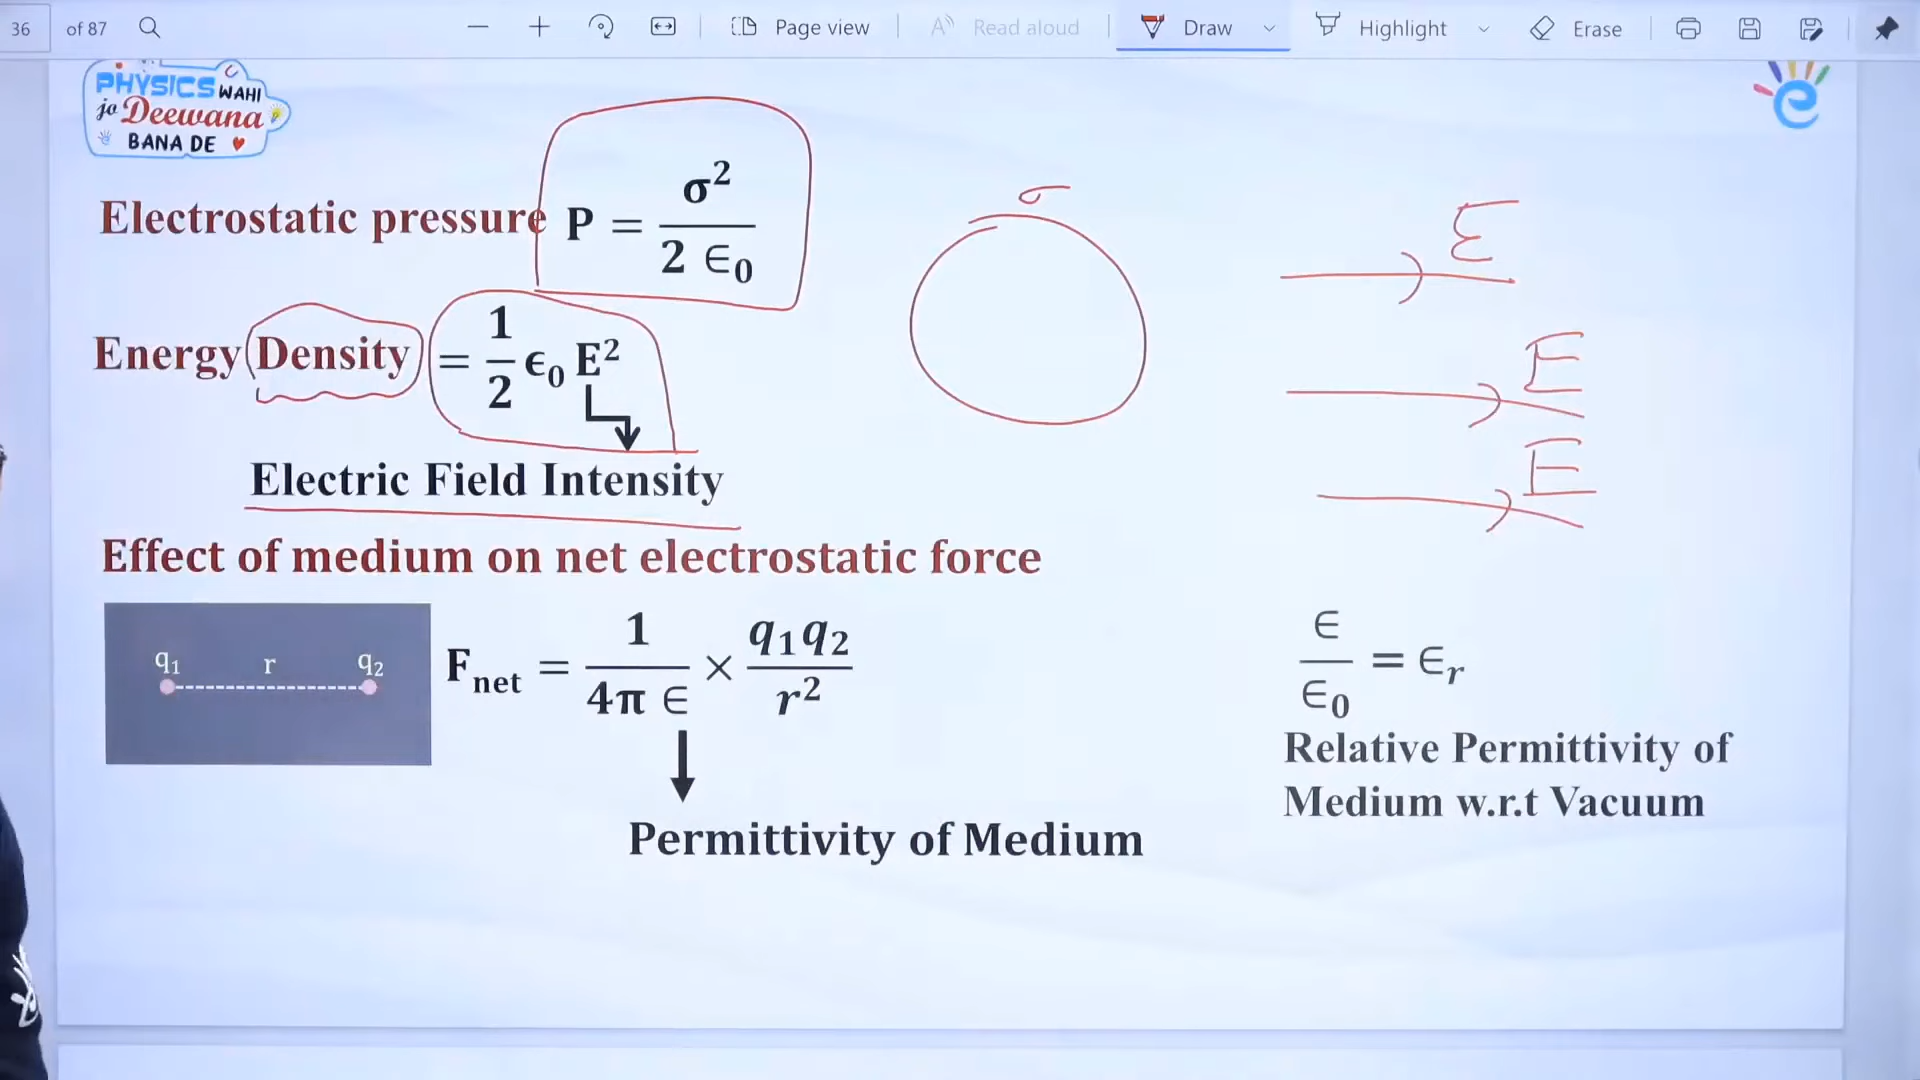 36 of 87 Page view Read aloud Draw Highlight Erase
PHYSICS WAHI
jo Deewana
BANA DE
e
Electrostatic pressure P = σ² / 2 ∈₀
σ
E
Energy Density = 1/2 ϵ₀ E²
E
E
Electric Field Intensity
Effect of medium on net electrostatic force
q₁ r q₂
F_net = 1 / 4π ∈ × q₁q₂ / r²
∈ / ∈₀ = ∈ᵣ
Relative Permittivity of
Medium w.r.t Vacuum
Permittivity of Medium